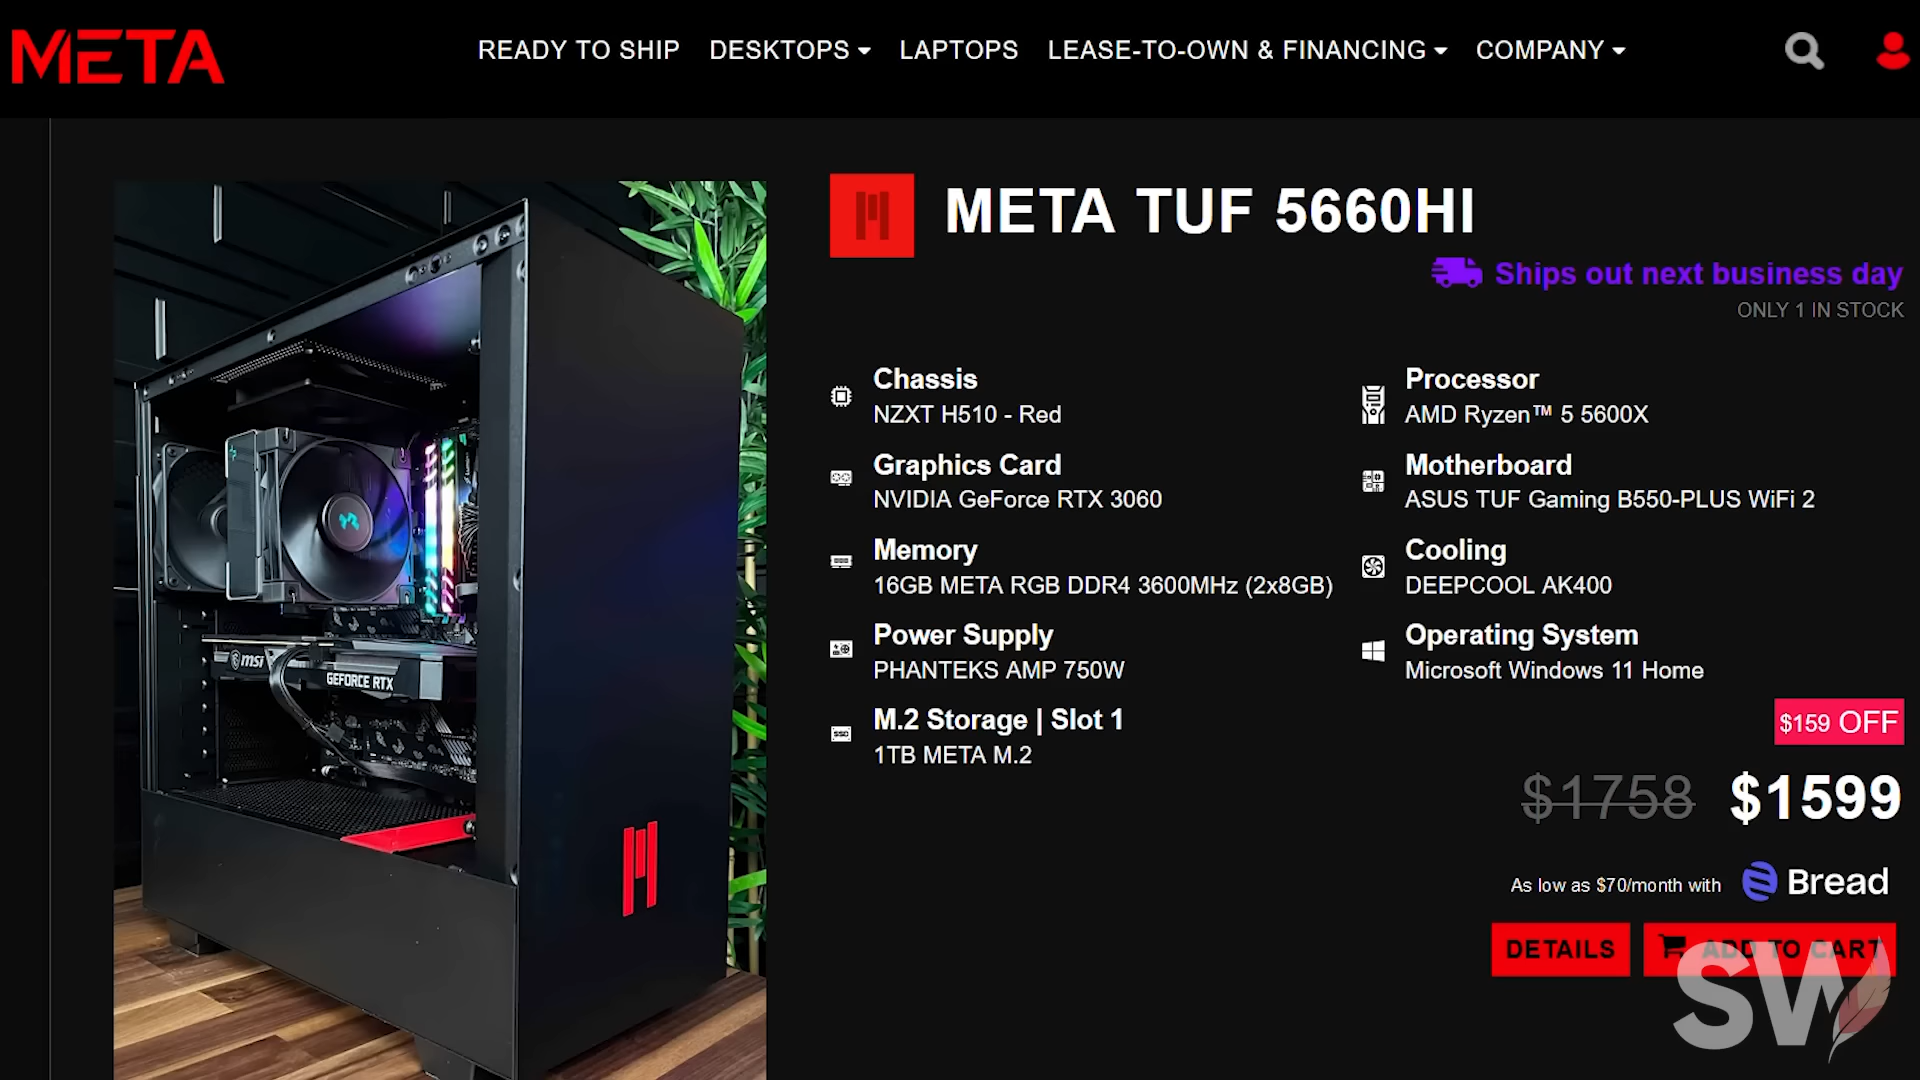 META
READY TO SHIP
DESKTOPS
LAPTOPS
LEASE-TO-OWN & FINANCING
COMPANY
META TUF 5660HI
Ships out next business day
ONLY 1 IN STOCK
Chassis
NZXT H510 - Red
Processor
AMD Ryzen™ 5 5600X
Graphics Card
NVIDIA GeForce RTX 3060
Motherboard
ASUS TUF Gaming B550-PLUS WiFi 2
Memory
16GB META RGB DDR4 3600MHz (2x8GB)
Cooling
DEEPCOOL AK400
Power Supply
PHANTEKS AMP 750W
Operating System
Microsoft Windows 11 Home
M.2 Storage | Slot 1
1TB META M.2
msi
GEFORCE RTX
$159 OFF
$1758 $1599
As low as $70/month with Bread
DETAILS
ADD TO CART
SW